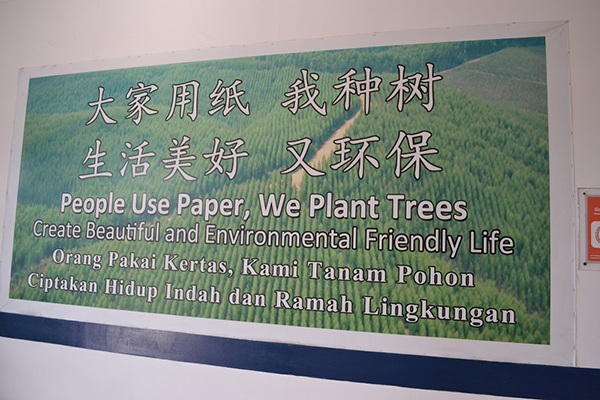 大家用纸 我种树
生活美好 又环保
People Use Paper, We Plant Trees
Create Beautiful and Environmental Friendly Life
Orang Pakai Kertas, Kami Tanam Pohon
Ciptakan Hidup Indah dan Ramah Lingkungan